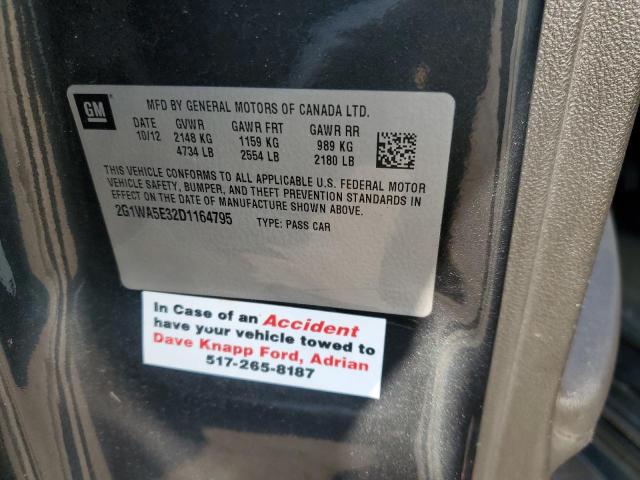 GM
MFD BY GENERAL MOTORS OF CANADA LTD.
DATE GVWR GAWR FRT GAWR RR
10/12 2148 KG 1159 KG 989 KG
4734 LB 2554 LB 2180 LB
THIS VEHICLE CONFORMS TO ALL APPLICABLE U.S. FEDERAL MOTOR
VEHICLE SAFETY, BUMPER, AND THEFT PREVENTION STANDARDS IN
EFFECT ON THE DATE OF MANUFACTURE SHOWN ABOVE.
2G1WA5E32D1164795 TYPE: PASS CAR
In Case of an Accident
have your vehicle towed to
Dave Knapp Ford, Adrian
517-265-8187